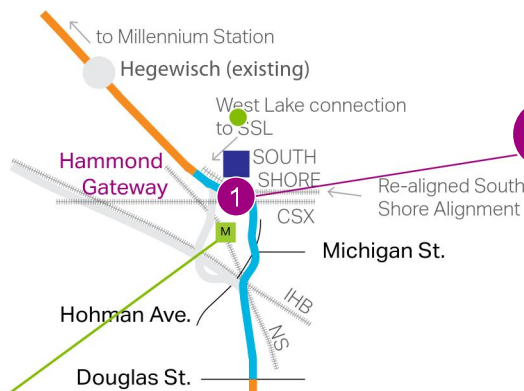 to Millennium Station
Hegewisch (existing)
West Lake connection
to SSL
Hammond
Gateway
SOUTH
SHORE
1
Re-aligned South
Shore Alignment
CSX
M
Michigan St.
IHB
Hohman Ave.
NS
Douglas St.